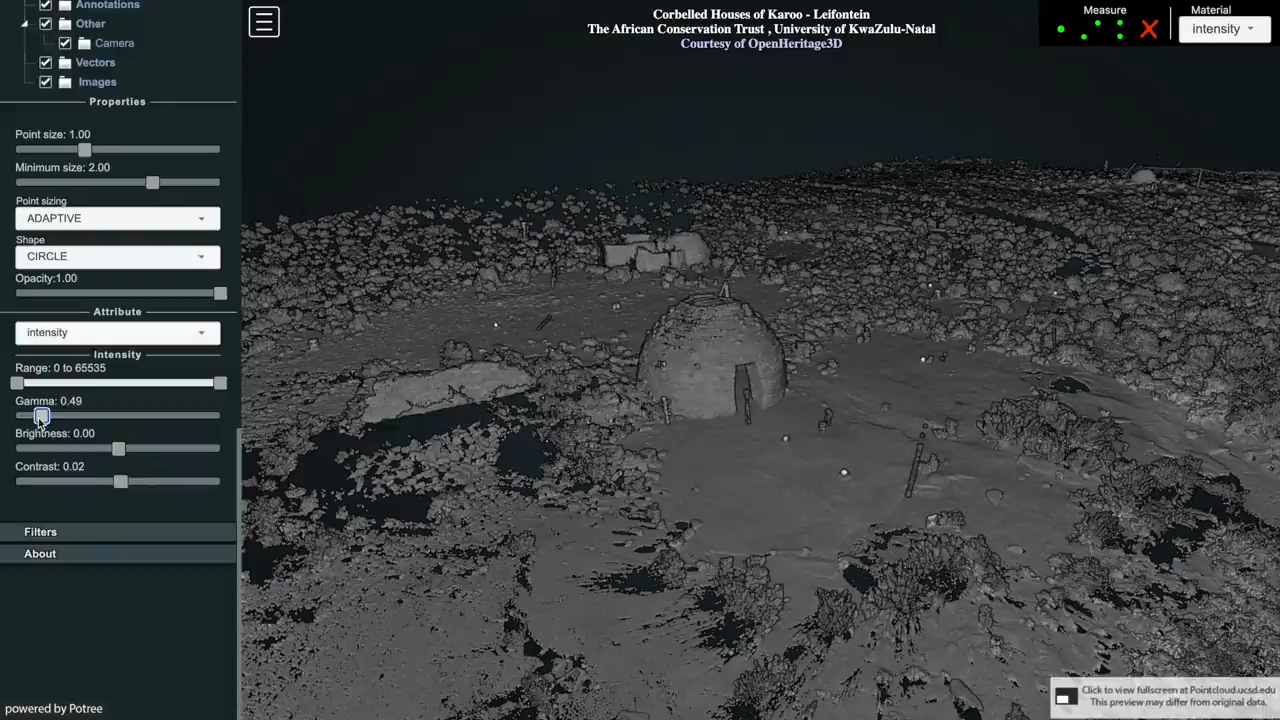 Annotations
Other
Camera
Vectors
Images
Properties
Point size: 1.00
Minimum size: 2.00
Point sizing
ADAPTIVE
Shape
CIRCLE
Opacity:1.00
Attribute
intensity
Intensity
Range: 0 to 65535
Gamma: 0.49
Brightness: 0.00
Contrast: 0.02
Filters
About
powered by Potree
Corbelled Houses of Karoo - Leifontein
The African Conservation Trust , University of KwaZulu-Natal
Courtesy of OpenHeritage3D
Measure
Material
intensity
Click to view fullscreen at Pointcloud.ucsd.edu
This preview may differ from original data.